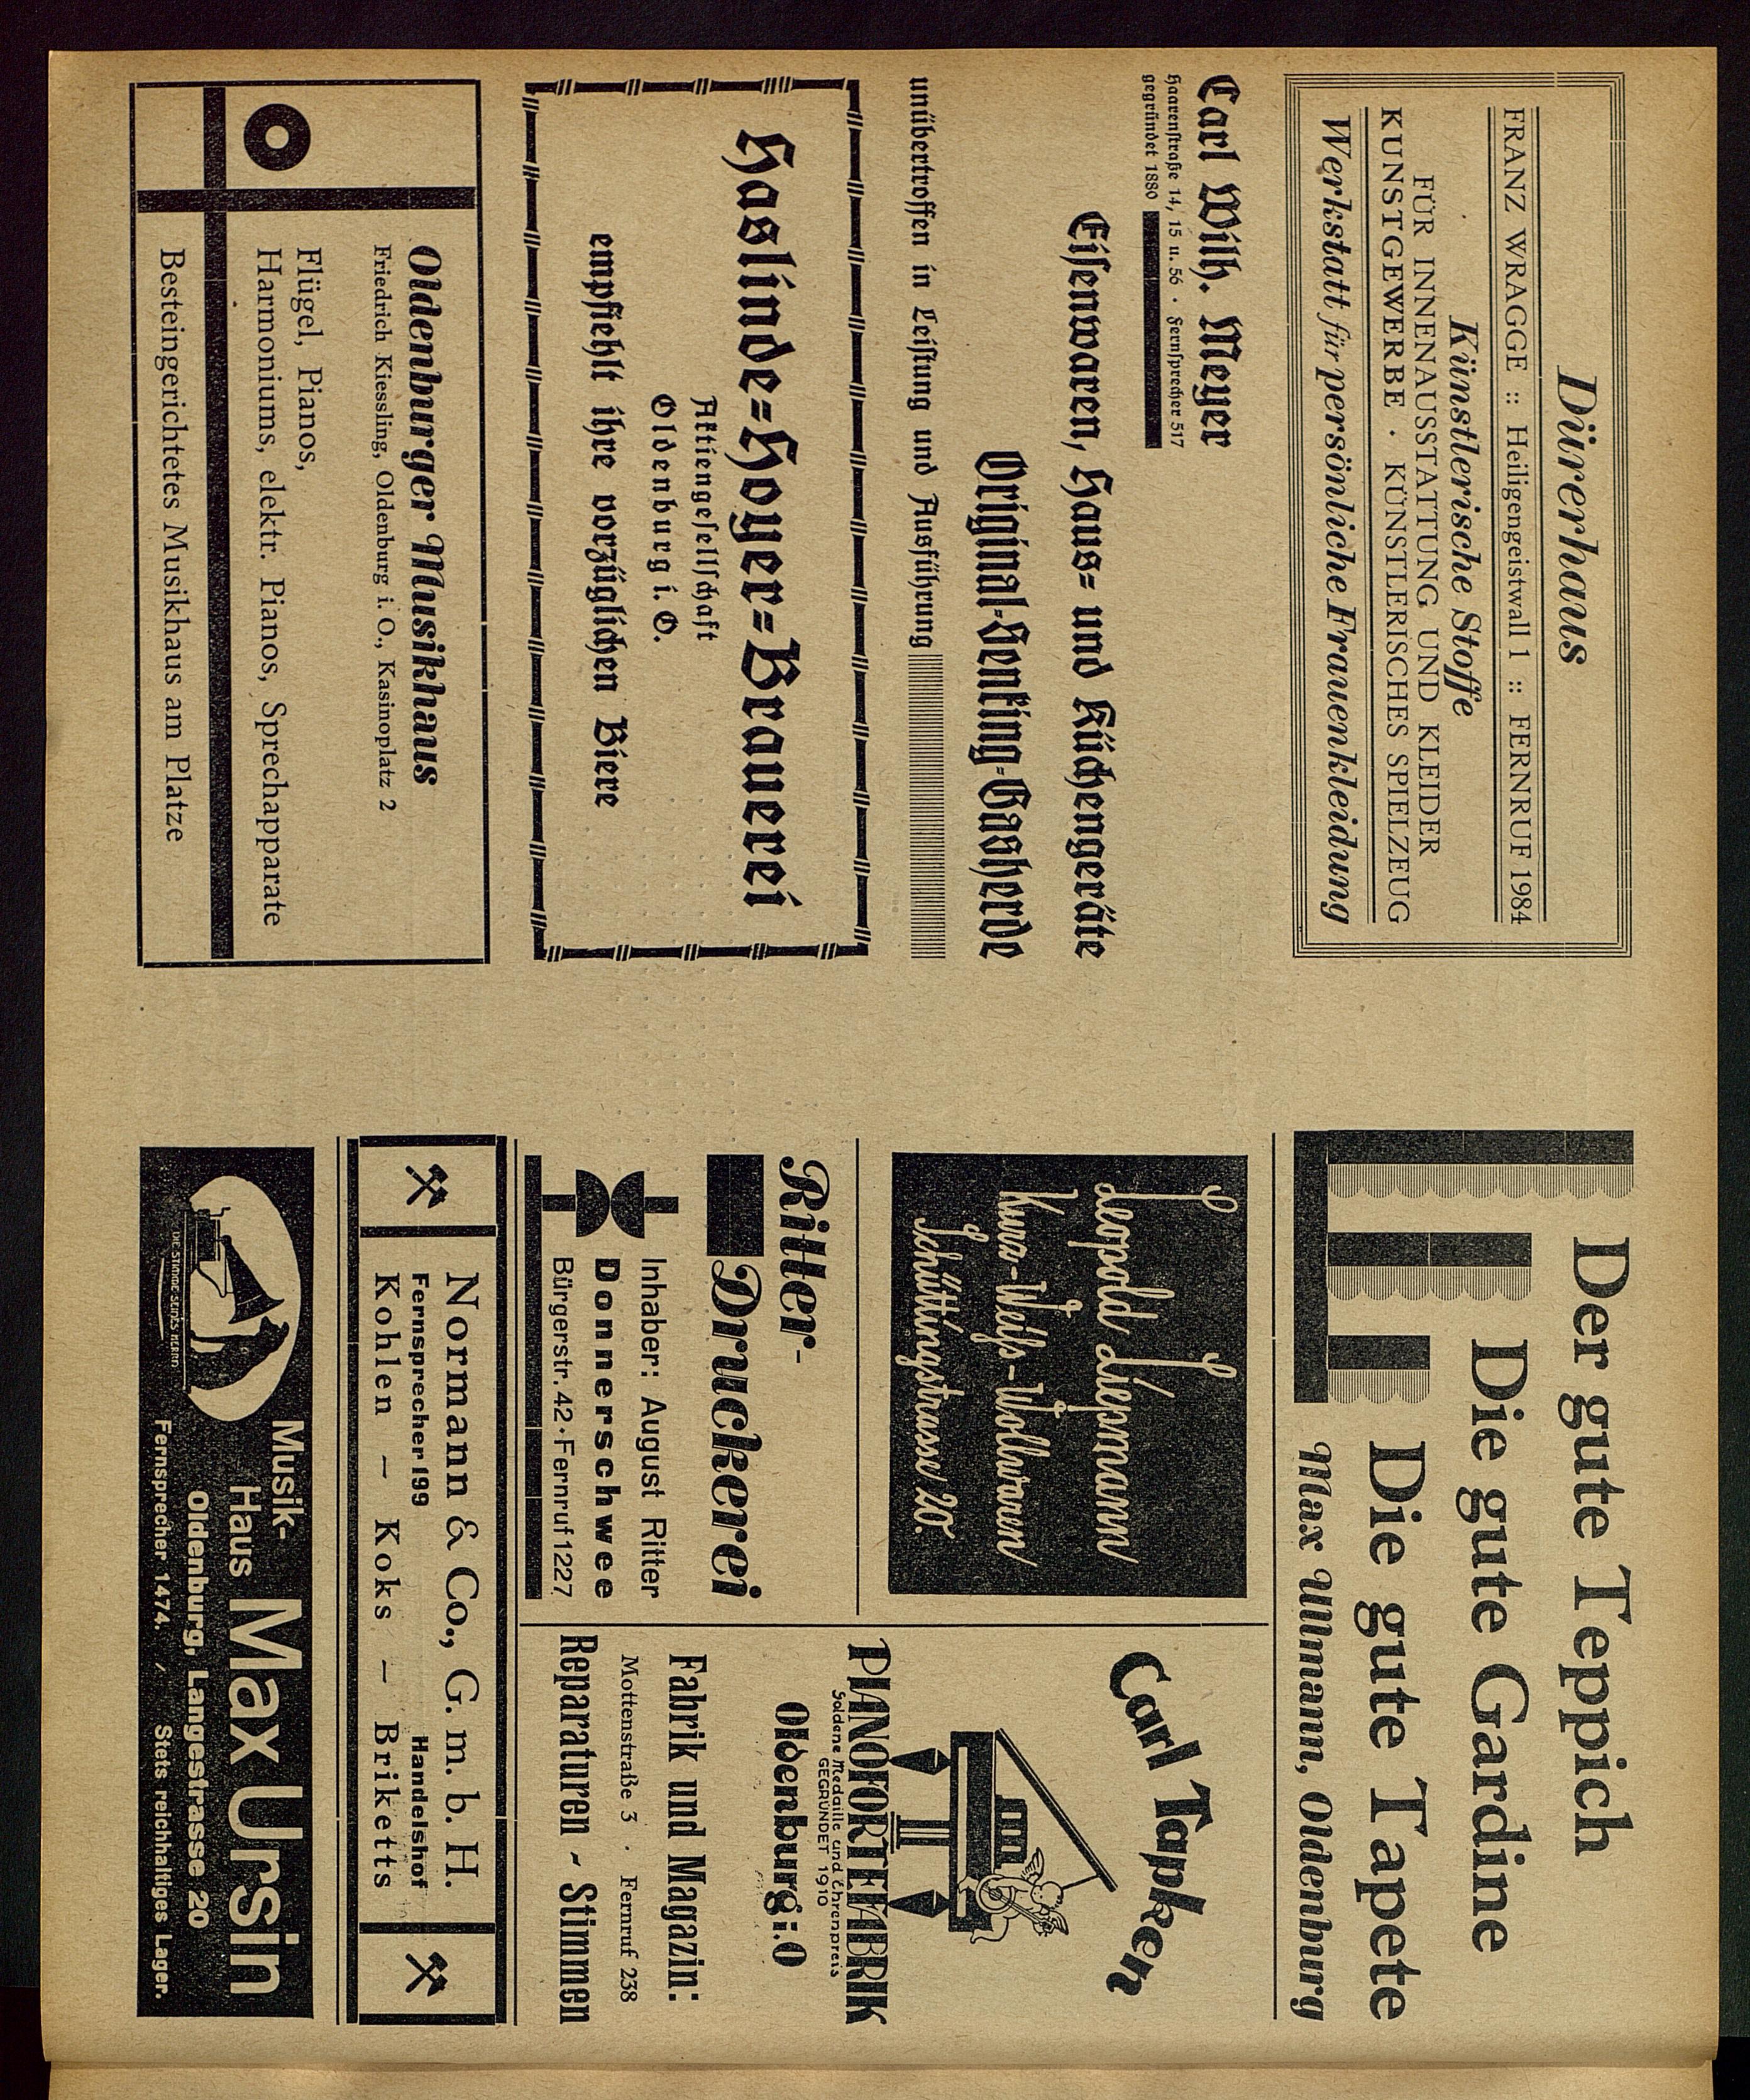 Dürerhaus
FRANZ WRAGGE :: Heiligengeistwall 1 :: FERNRUF 1984
Künstlerische Stoffe
FÜR INNENAUSSTATTUNG UND KLEIDER
KUNSTGEWERBE · KÜNSTLERISCHES SPIELZEUG
Werkstatt für persönliche Frauenkleidung
Carl Wilh. Meyer
Haarenstraße 14, 15 u. 56 · Fernsprecher 517
gegründet 1880
Eisenwaren, Haus- und Küchengeräte
Original-Senking-Gasherde
unübertroffen in Leistung und Ausführung
Haslinde-Hoyer-Brauerei
Aktiengesellschaft
Oldenburg i. O.
empfiehlt ihre vorzüglichen Biere
Oldenburger Musikhaus
Friedrich Kiessling, Oldenburg i. O., Kasinoplatz 2
Flügel, Pianos,
Harmoniums, elektr. Pianos, Sprechapparate
Besteingerichtetes Musikhaus am Platze
Der gute Teppich
Die gute Gardine
Die gute Tapete
Max Ullmann, Oldenburg
Leopold Liepmann
Kurz-Weiß-Wollwaren
Schüttingstrasse 20.
Carl Tapken
PIANOFORTEFABRIK
Goldene Medaille und Ehrenpreis
GEGRÜNDET 1910
Oldenburg i. O
Fabrik und Magazin:
Mottenstraße 3 · Fernruf 238
Reparaturen - Stimmen
Ritter-
Druckerei
Inhaber: August Ritter
Donnerschwee
Bürgerstr. 42 · Fernruf 1227
Normann & Co., G. m. b. H.
Fernsprecher 199 Handelshof
Kohlen — Koks — Briketts
DIE STIMME SEINES HERRN
Musik-
Haus Max Ursin
Oldenburg, Langestrasse 20
Fernsprecher 1474. / Stets reichhaltiges Lager.